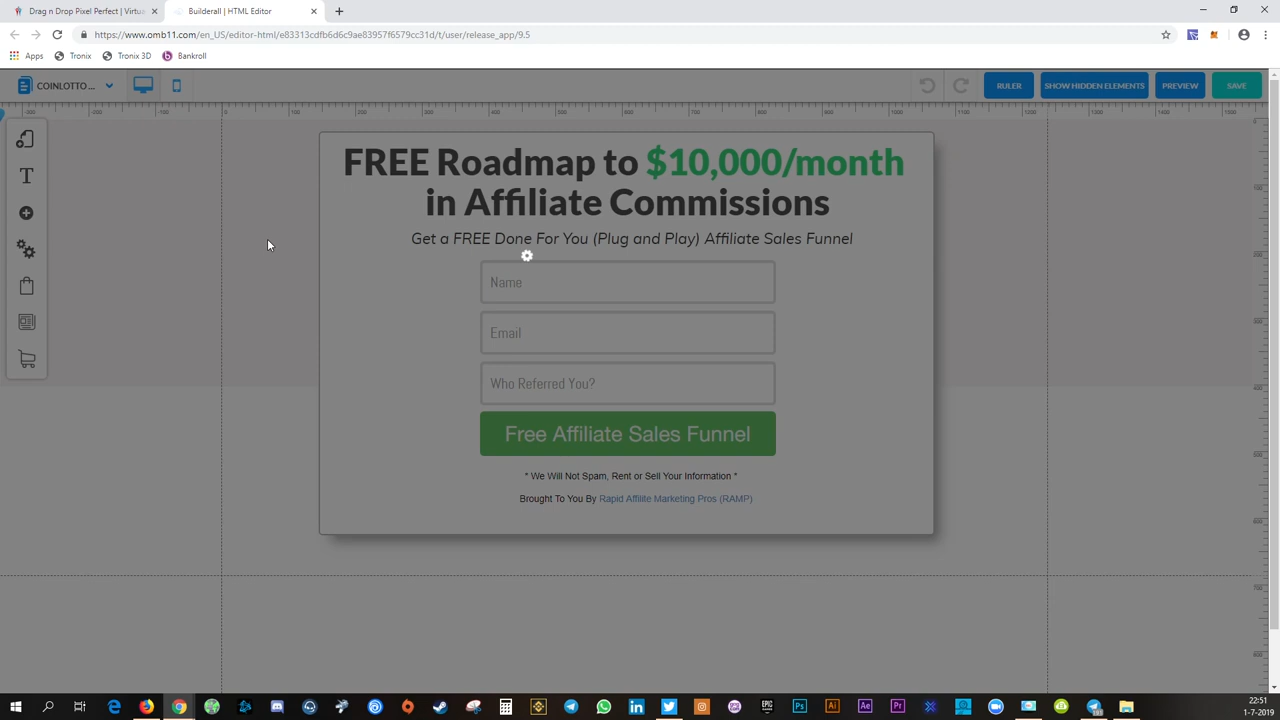 Drag n Drop Pixel Perfect | Virtua
Builderall | HTML Editor
https://www.omb11.com/en_US/editor-html/e83313cdfb6d6c9ae83957f6579cc31d/t/user/release_app/9.5
Apps
Tronix
Tronix 3D
Bankroll
COINLOTTO...
RULER
SHOW HIDDEN ELEMENTS
PREVIEW
SAVE
FREE Roadmap to $10,000/month
in Affiliate Commissions
Get a FREE Done For You (Plug and Play) Affiliate Sales Funnel
Name
Email
Who Referred You?
Free Affiliate Sales Funnel
* We Will Not Spam, Rent or Sell Your Information *
Brought To You By Rapid Affilite Marketing Pros (RAMP)
22:51
1-7-2019